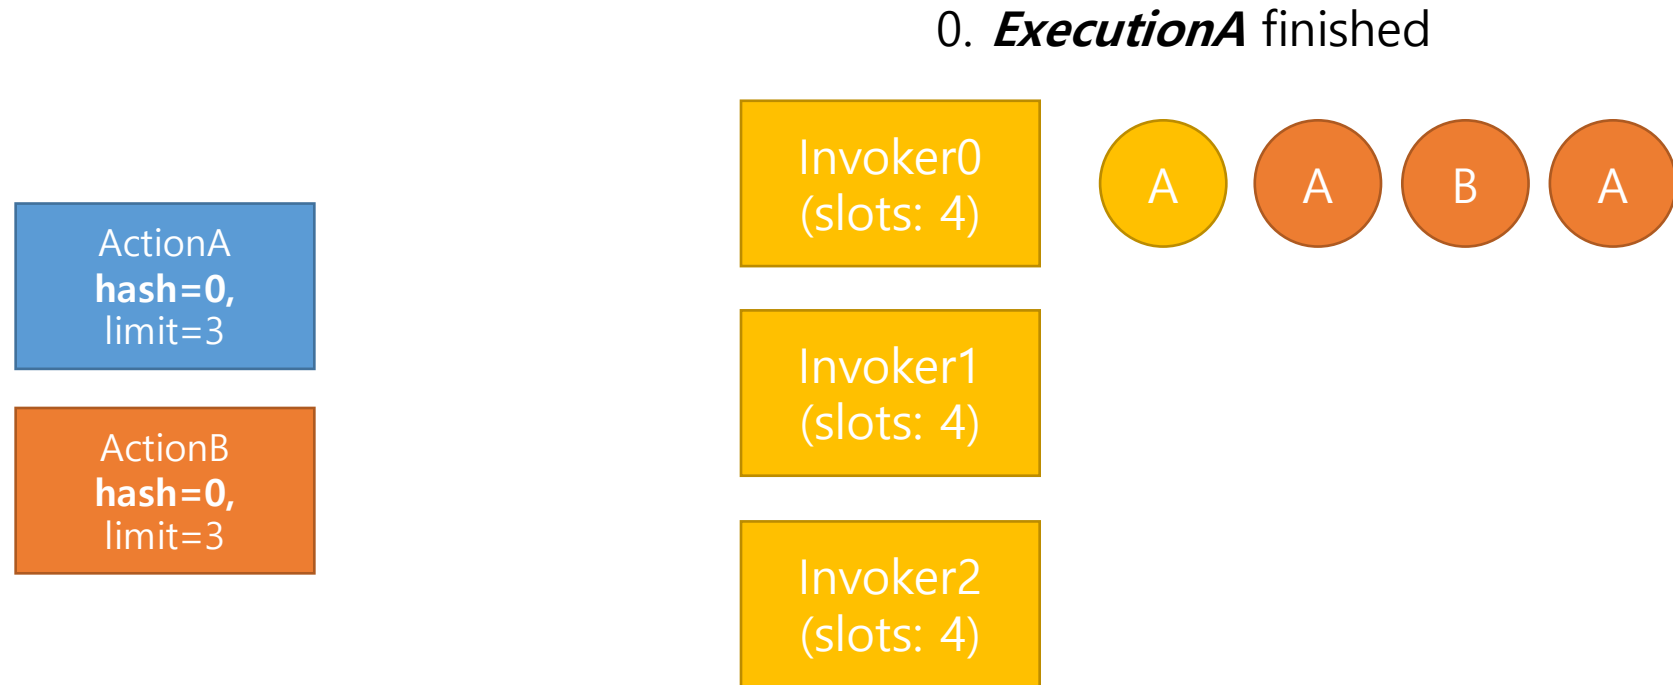 0. ExecutionA finished
Invoker0
(slots: 4)
A
A
B
A
ActionA
hash=0,
limit=3
Invoker1
(slots: 4)
ActionB
hash=0,
limit=3
Invoker2
(slots: 4)